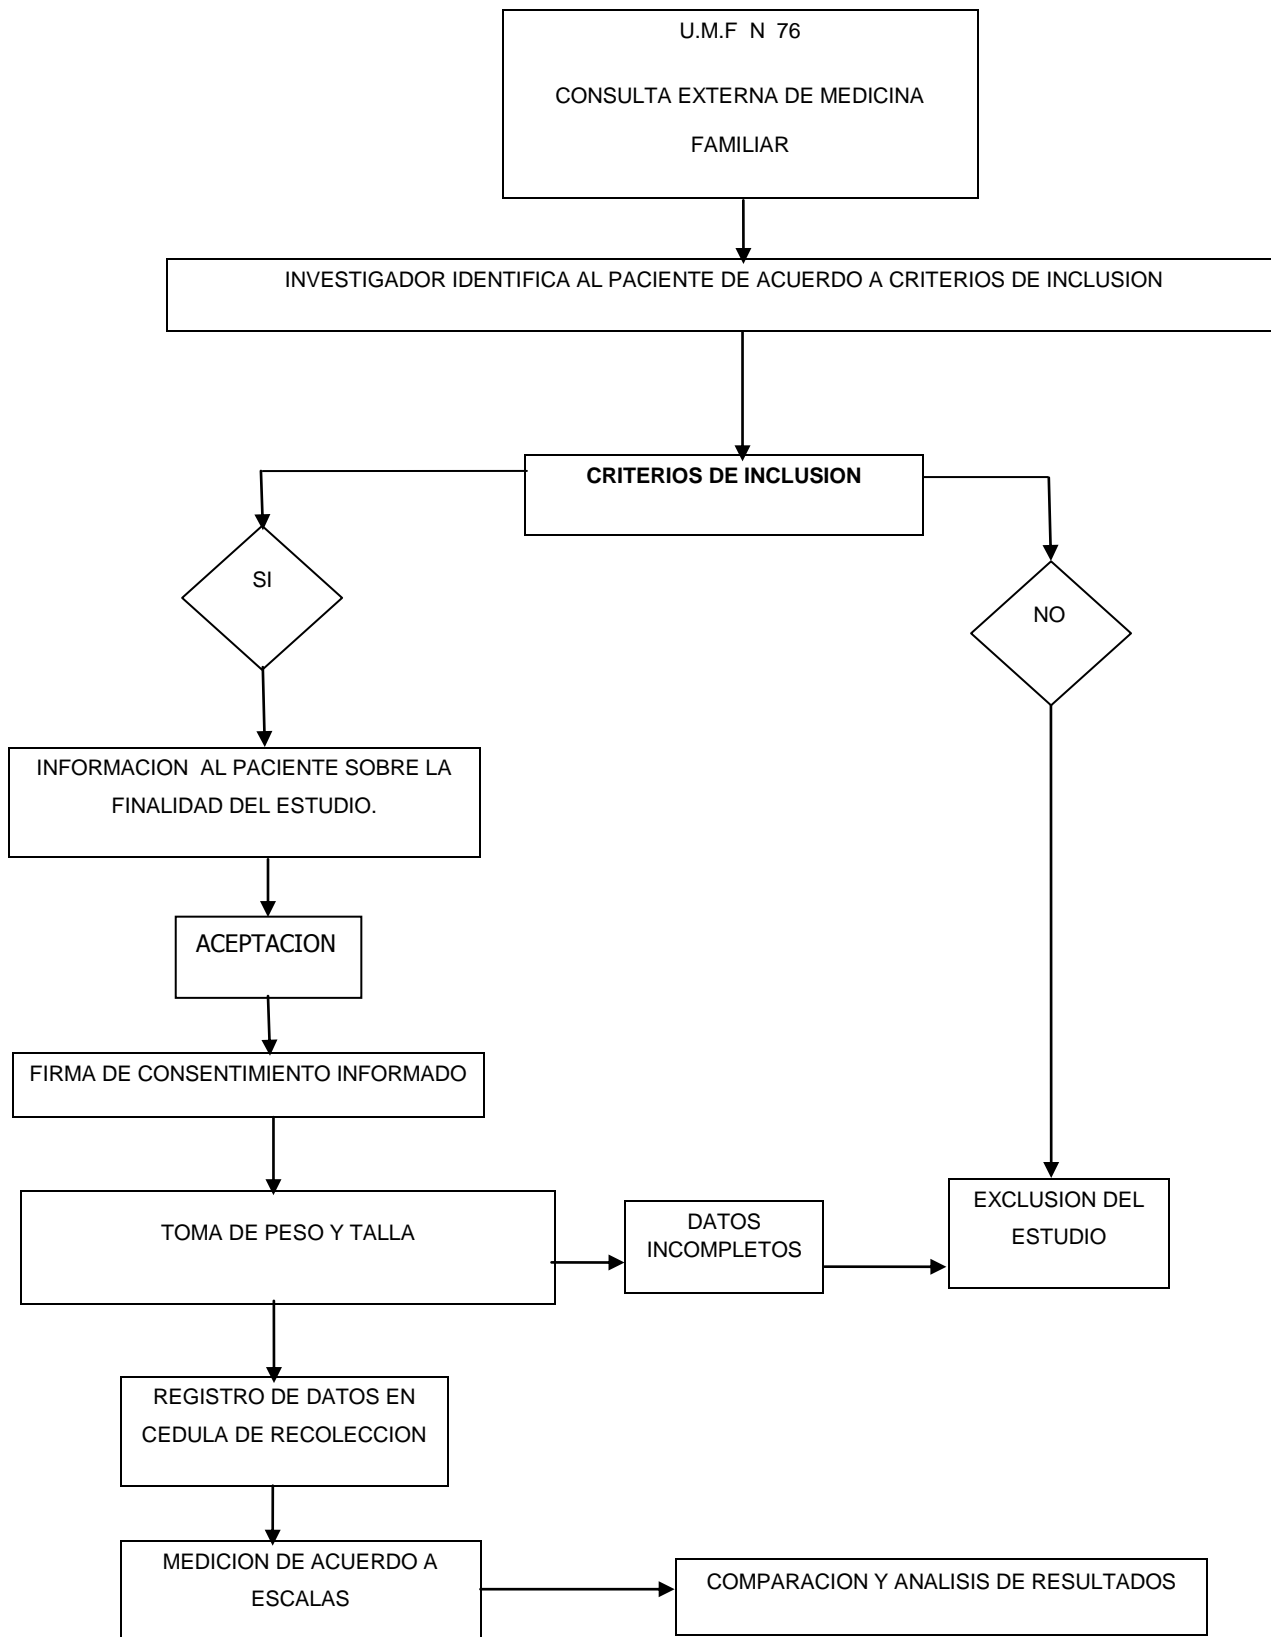 U.M.F N 76
CONSULTA EXTERNA DE MEDICINA
FAMILIAR
INVESTIGADOR IDENTIFICA AL PACIENTE DE ACUERDO A CRITERIOS DE INCLUSION
CRITERIOS DE INCLUSION
SI
NO
INFORMACION AL PACIENTE SOBRE LA
FINALIDAD DEL ESTUDIO.
ACEPTACION
FIRMA DE CONSENTIMIENTO INFORMADO
TOMA DE PESO Y TALLA
DATOS
INCOMPLETOS
EXCLUSION DEL
ESTUDIO
REGISTRO DE DATOS EN
CEDULA DE RECOLECCION
MEDICION DE ACUERDO A
ESCALAS
COMPARACION Y ANALISIS DE RESULTADOS